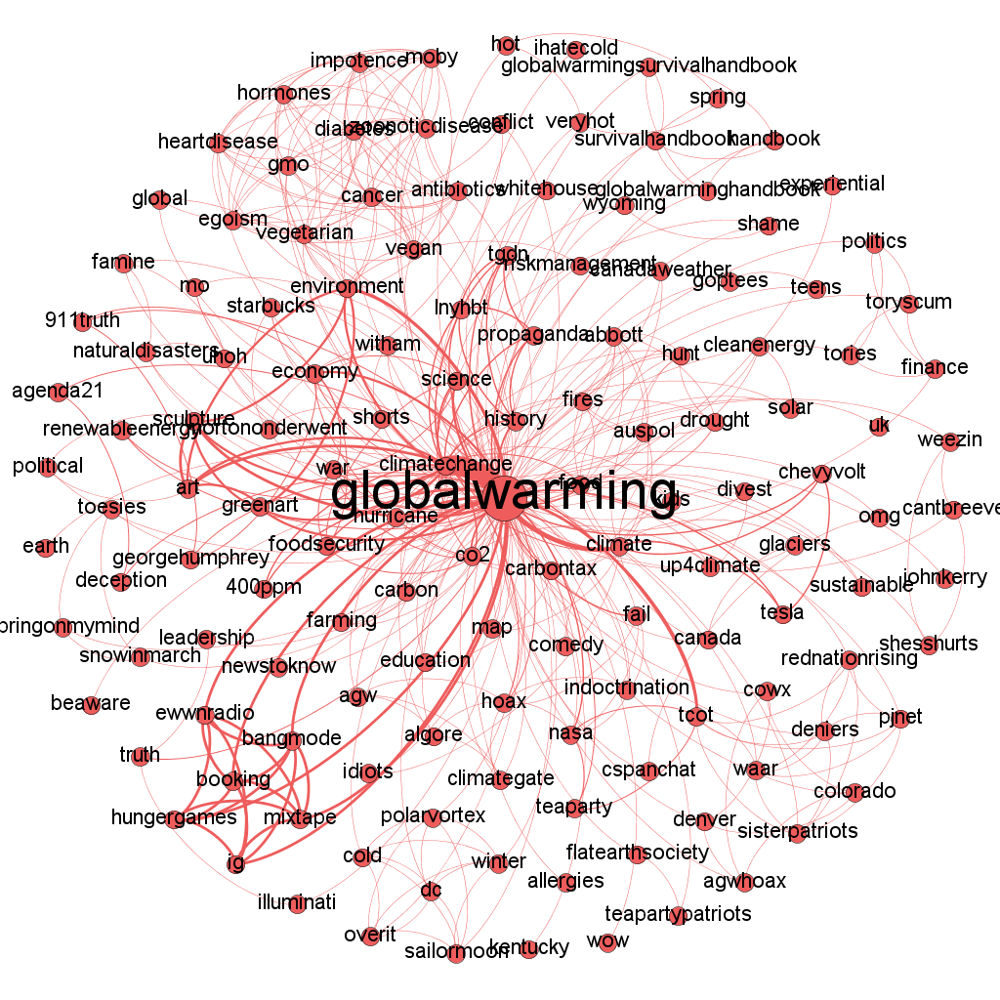 hot
ihatecold
impotence
moby
globalwarmingsurvivalhandbook
hormones
spring
diabetes
zoonoticdisease
conflict
veryhot
heartdisease
survivalhandbook
handbook
gmo
cancer
antibiotics
whitehouse
globalwarminghandbook
experiential
global
wyoming
egoism
vegetarian
shame
vegan
tgdn
politics
famine
riskmanagement
canadaweather
mo
environment
goptees
teens
starbucks
lnyhbt
toryscum
911truth
propaganda
abbott
naturaldisasters
unoh
witham
hunt
cleanenergy
tories
economy
science
finance
agenda21
fires
sculpture
shorts
history
solar
renewableenergy
mortononderwent
auspol
drought
uk
weezin
political
war
climatechange
chevyvolt
art
globalwarming
food
divest
toesies
greenart
hurricane
kids
omg
cantbreeve
earth
foodsecurity
climate
glaciers
georgehumphrey
co2
carbontax
up4climate
deception
400ppm
carbon
sustainable
johnkerry
farming
fail
tesla
bringonmymind
leadership
map
comedy
canada
shesshurts
snowinmarch
newstoknow
education
rednationrising
beaware
agw
hoax
indoctrination
cowx
ewwnradio
tcot
pjnet
bangmode
algore
nasa
deniers
truth
booking
idiots
climategate
cspanchat
waar
colorado
hungergames
mixtape
polarvortex
teaparty
denver
sisterpatriots
ig
cold
winter
flatearthsociety
illuminati
dc
allergies
agwhoax
overit
teapartypatriots
sailormoon
kentucky
wow